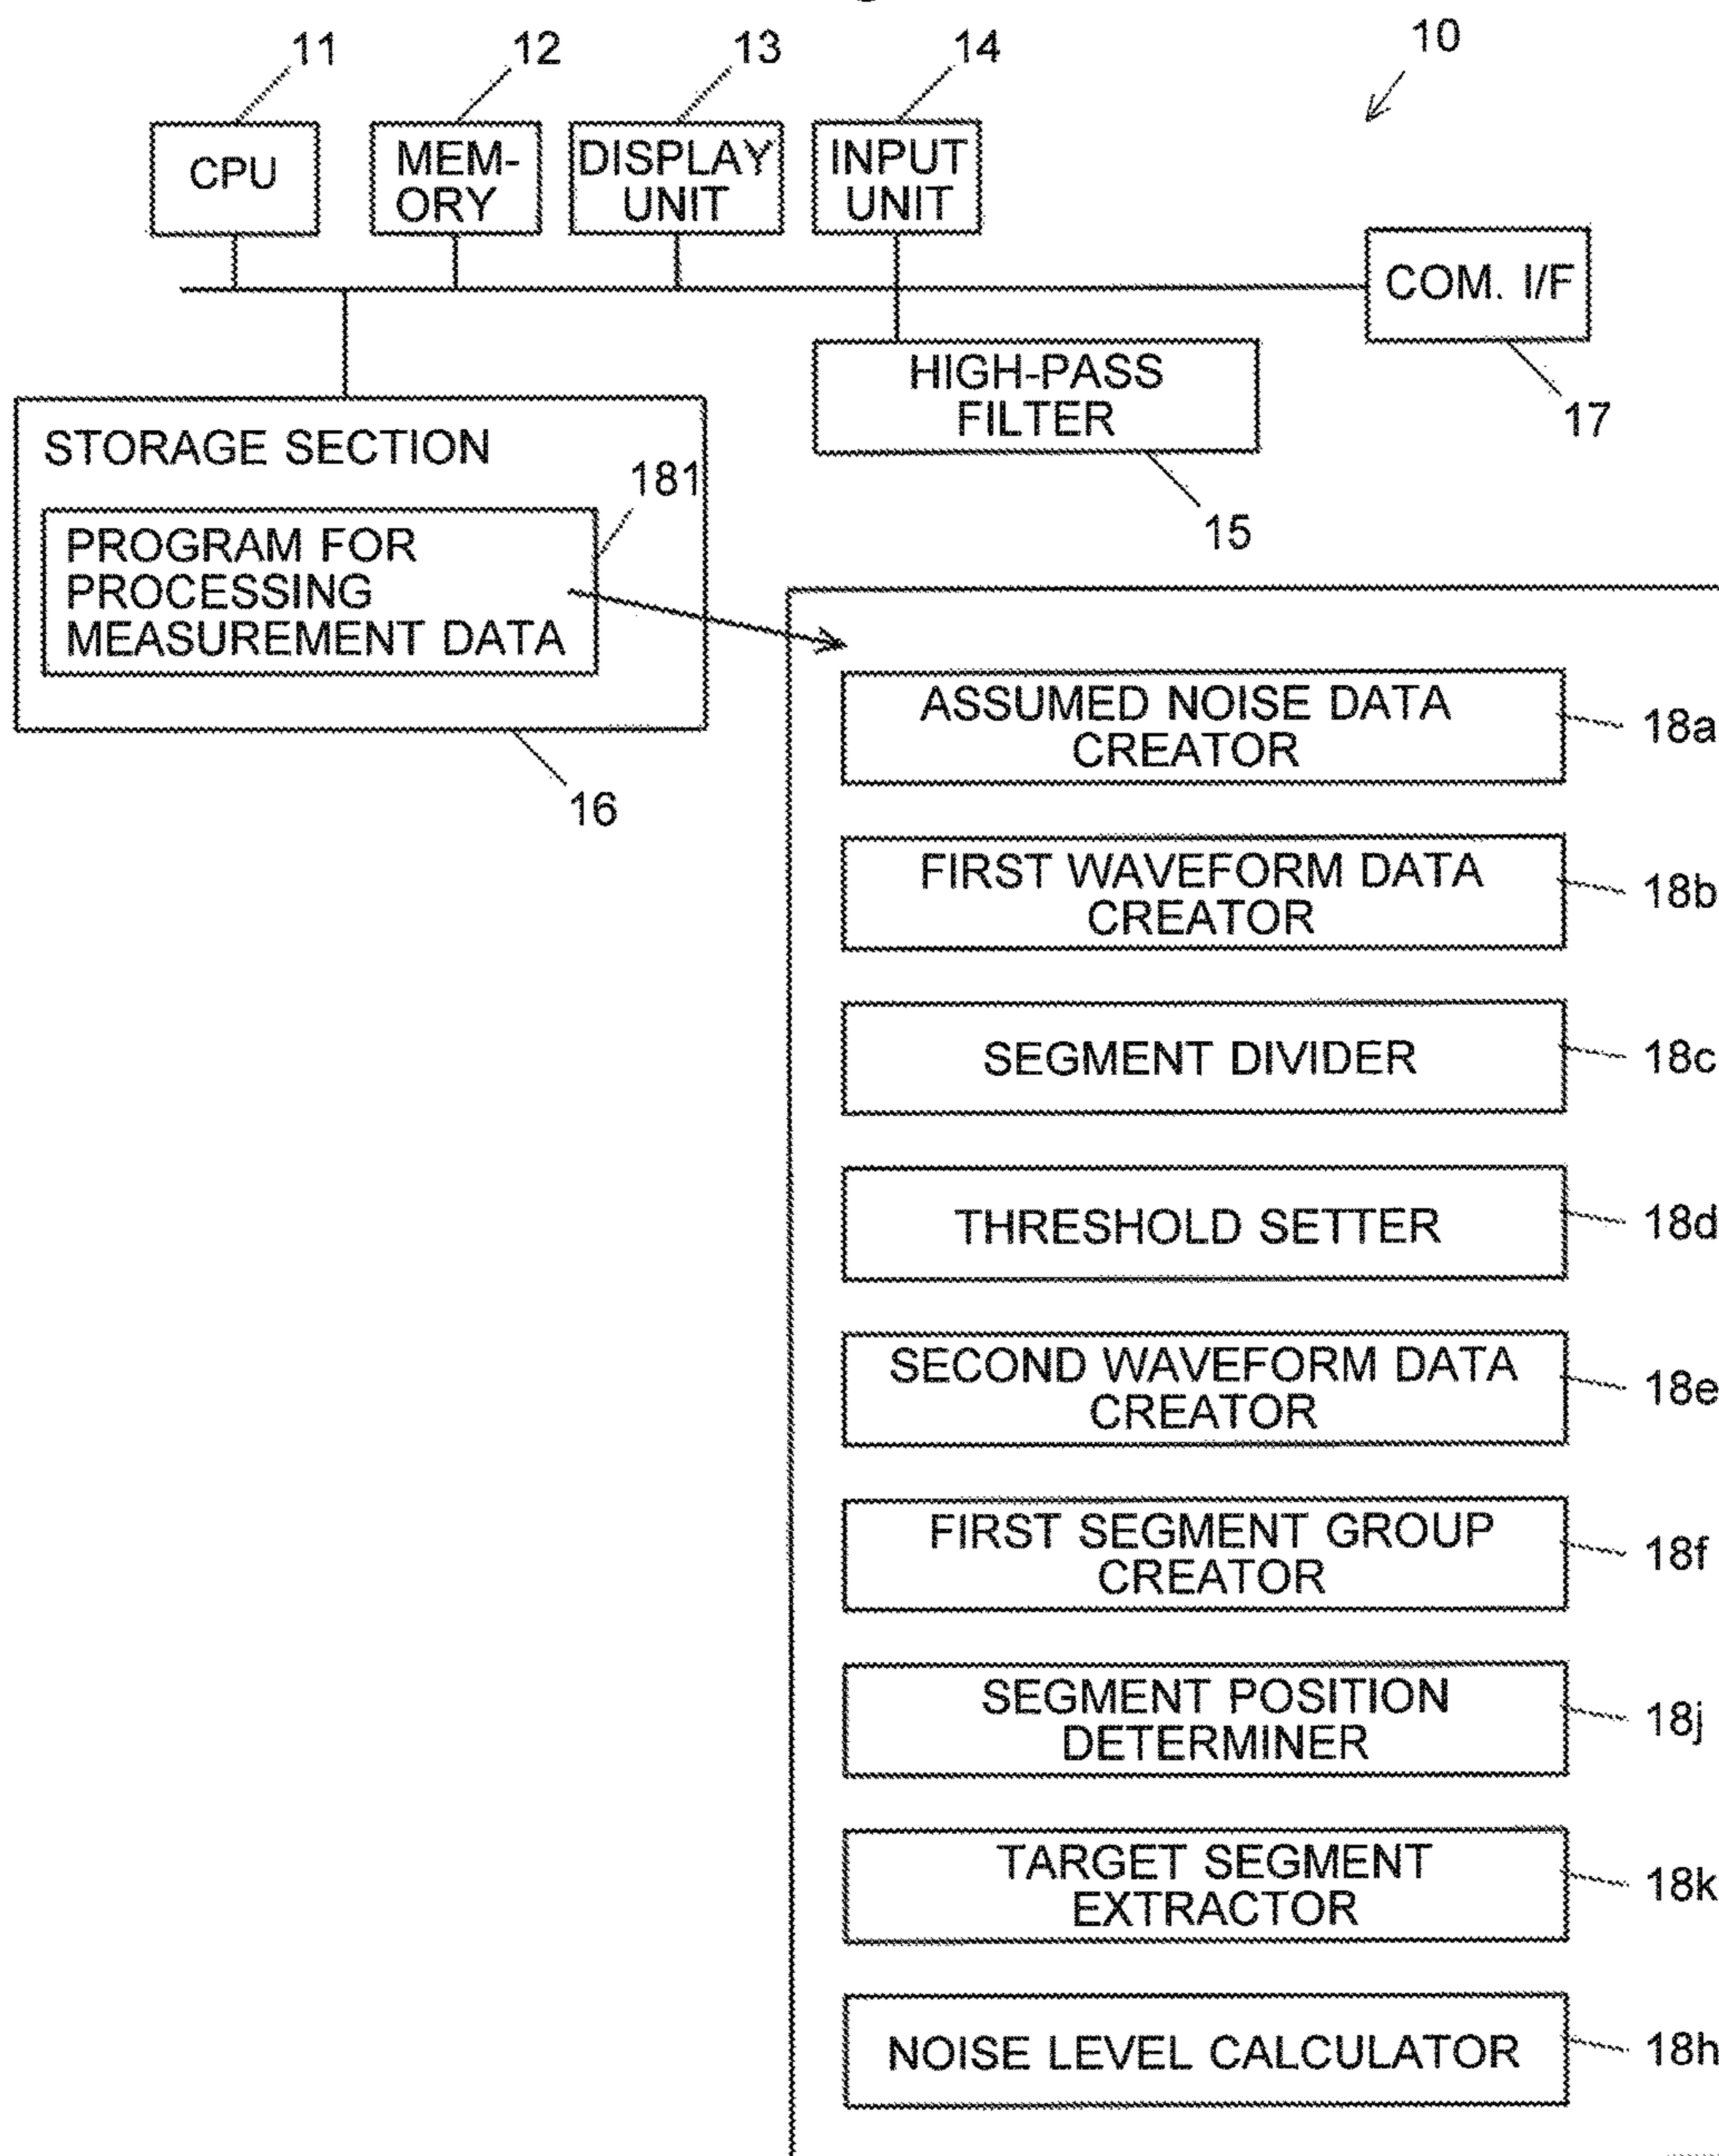 11
12
13
14
10
CPU
MEM-
ORY
DISPLAY
UNIT
INPUT
UNIT
COM. I/F
17
HIGH-PASS
FILTER
15
STORAGE SECTION
181
PROGRAM FOR
PROCESSING
MEASUREMENT DATA
16
ASSUMED NOISE DATA
CREATOR
18a
FIRST WAVEFORM DATA
CREATOR
18b
SEGMENT DIVIDER
18c
THRESHOLD SETTER
18d
SECOND WAVEFORM DATA
CREATOR
18e
FIRST SEGMENT GROUP
CREATOR
18f
SEGMENT POSITION
DETERMINER
18j
TARGET SEGMENT
EXTRACTOR
18k
NOISE LEVEL CALCULATOR
18h